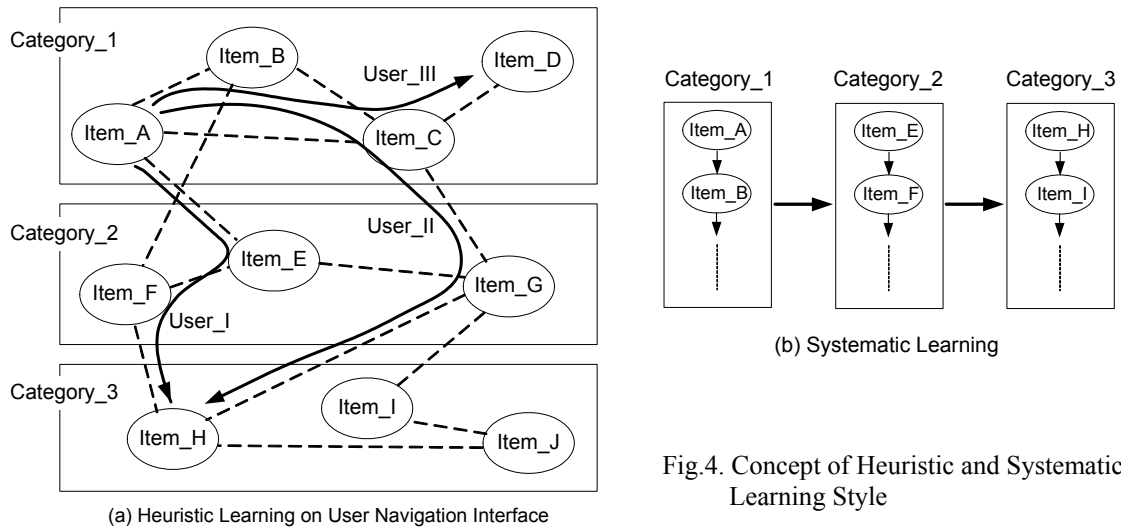 Category_1
Item_B
Item_D
User_III
Item_A
Item_C
Category_2
User_II
Item_E
Item_F
Item_G
User_I
Category_3
Item_I
Item_H
Item_J
(a) Heuristic Learning on User Navigation Interface
Category_1
Category_2
Category_3
Item_A
Item_E
Item_H
Item_B
Item_F
Item_I
(b) Systematic Learning
Fig.4. Concept of Heuristic and Systematic
Learning Style